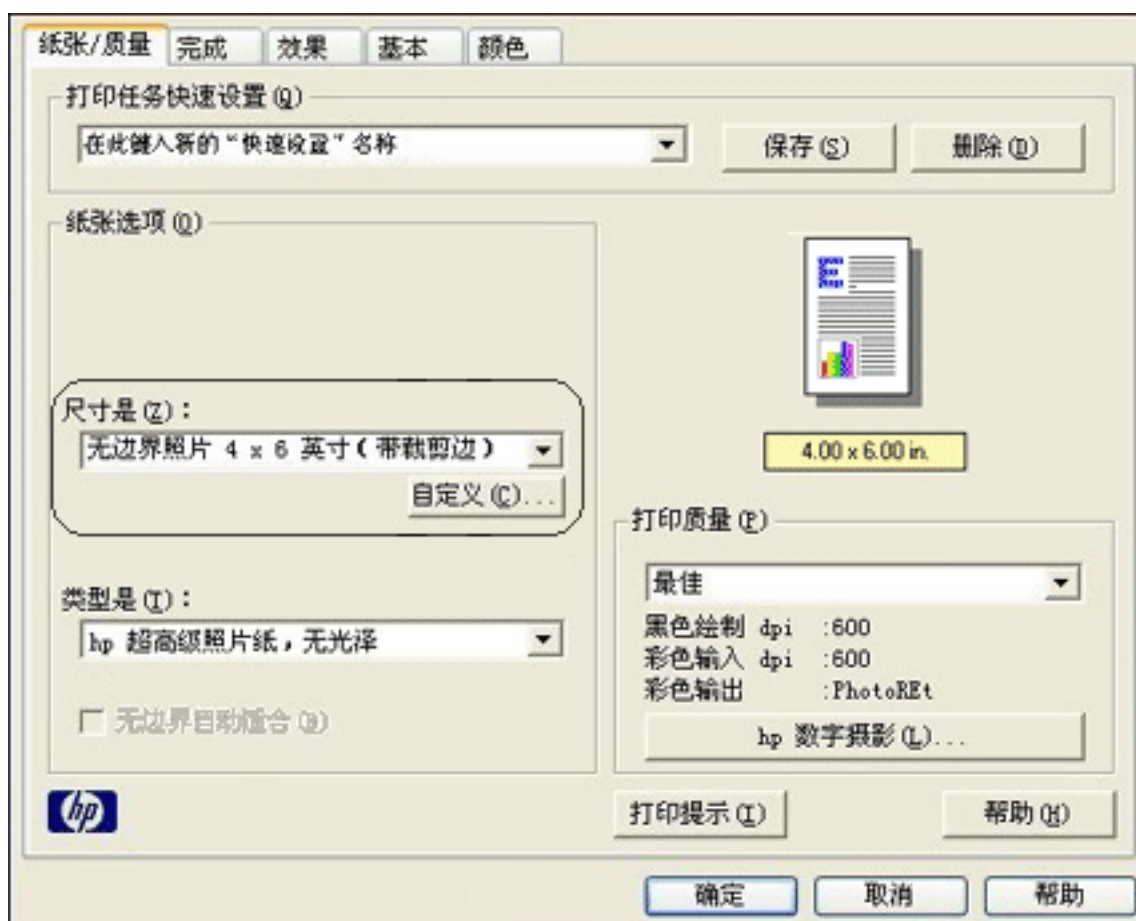 纸张/质量 完成 效果 基本 颜色
打印任务快速设置(Q)
在此键入新的“快速设置”名称
保存(S) 删除(D)
纸张选项(O)
E
尺寸是(Z)：
无边界照片 4 x 6 英寸(带裁剪边)
4.00 x 6.00 in.
自定义(C)...
打印质量(P)
最佳
类型是(T)：
黑色绘制 dpi :600
hp 超高级照片纸，无光泽
彩色输入 dpi :600
彩色输出 :PhotoREt
无边界自动适合(B)
hp 数字摄影(L)...
hp
打印提示(I) 帮助(H)
确定 取消 帮助